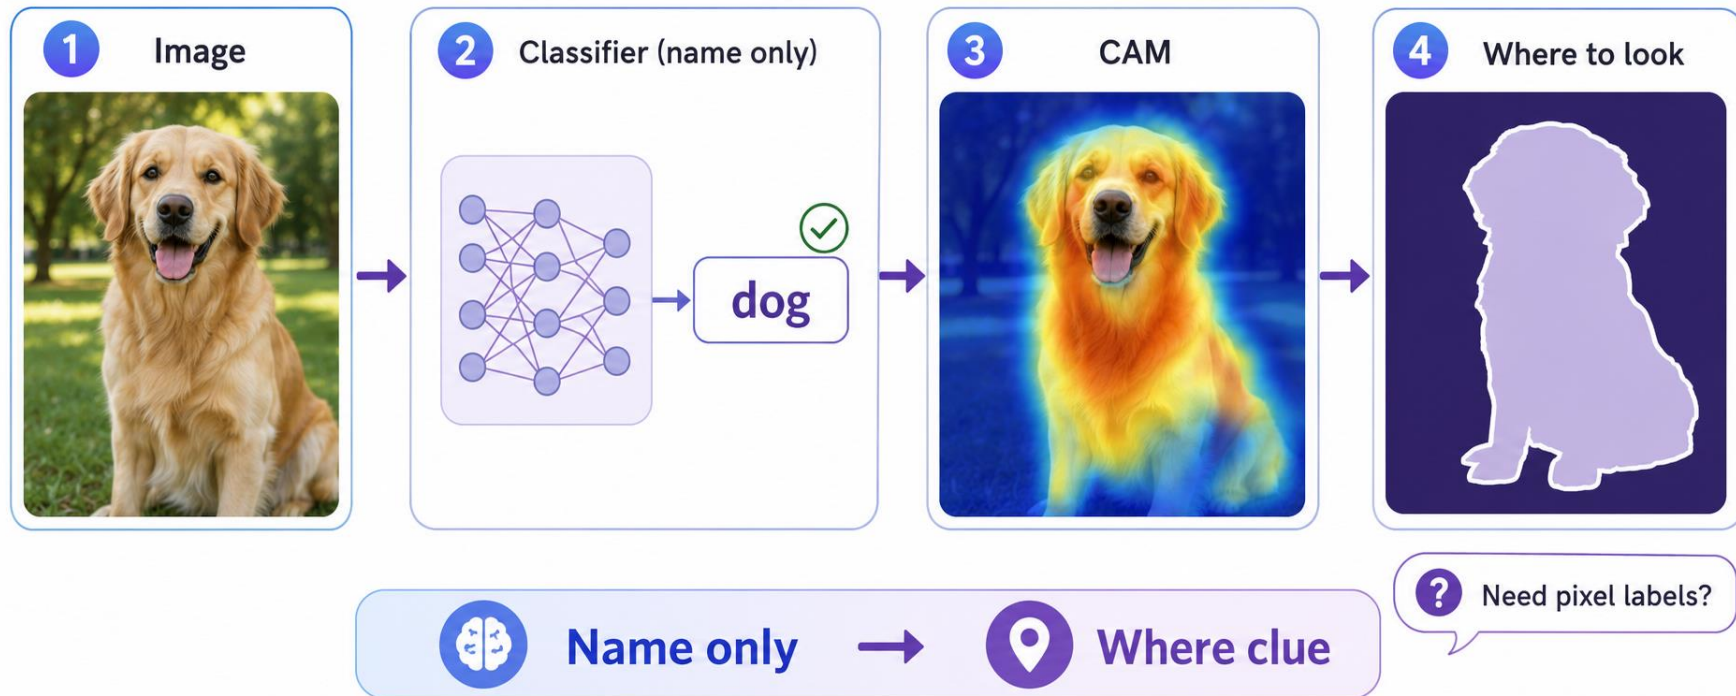 1 Image
2 Classifier (name only)
3 CAM
4 Where to look
dog
? Need pixel labels?
Name only
Where clue